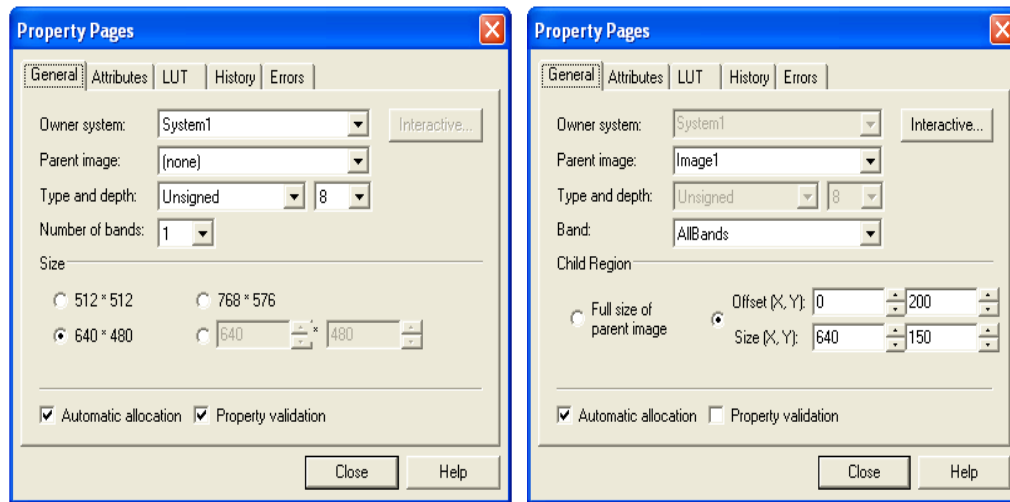 Property Pages
General Attributes LUT History Errors
Owner system: System1 Interactive...
Parent image: (none)
Type and depth: Unsigned 8
Number of bands: 1
Size
512 * 512 768 * 576
640 * 480 640 * 480
Automatic allocation Property validation
Close Help
Property Pages
General Attributes LUT History Errors
Owner system: System1 Interactive...
Parent image: Image1
Type and depth: Unsigned 8
Band: AllBands
Child Region
Full size of
parent image
Offset (X, Y): 0 200
Size (X, Y): 640 150
Automatic allocation Property validation
Close Help